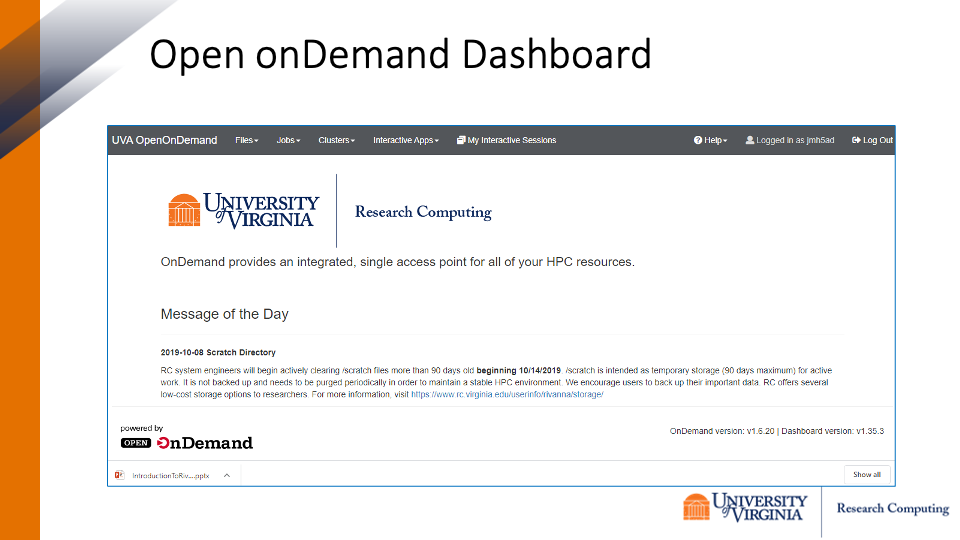 Open onDemand Dashboard
UVA OpenOnDemand Files Jobs Clusters Interactive Apps My Interactive Sessions Help Logged in as jmh5ad Log Out
UNIVERSITY of VIRGINIA
Research Computing
OnDemand provides an integrated, single access point for all of your HPC resources.
Message of the Day
2019-10-08 Scratch Directory
RC system engineers will begin actively clearing /scratch files more than 90 days old beginning 10/14/2019. /scratch is intended as temporary storage (90 days maximum) for active
work. It is not backed up and needs to be purged periodically in order to maintain a stable HPC environment. We encourage users to back up their important data. RC offers several
low-cost storage options to researchers. For more information, visit https://www.rc.virginia.edu/userinfo/rivanna/storage/
powered by
OPEN OnDemand
OnDemand version: v1.6.20 | Dashboard version: v1.35.3
IntroductionToRiv....pptx
Show all
UNIVERSITY of VIRGINIA
Research Computing